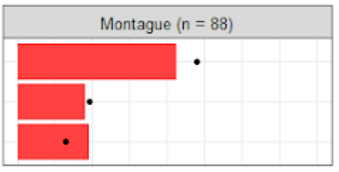 Montague (n = 88)